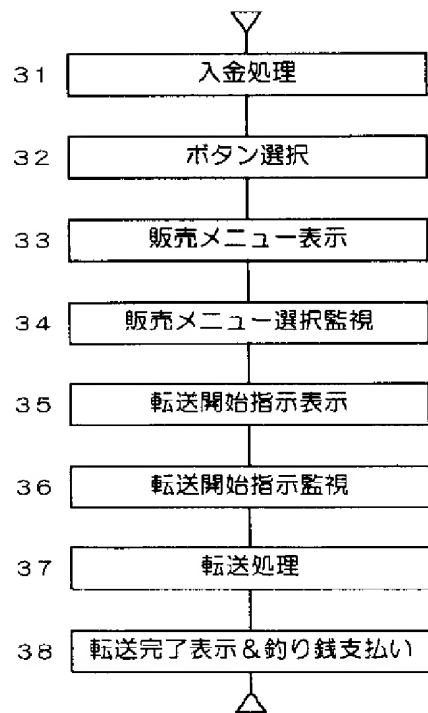 31 入金処理
32 ボタン選択
33 販売メニュー表示
34 販売メニュー選択監視
35 転送開始指示表示
36 転送開始指示監視
37 転送処理
38 転送完了表示&釣り銭支払い